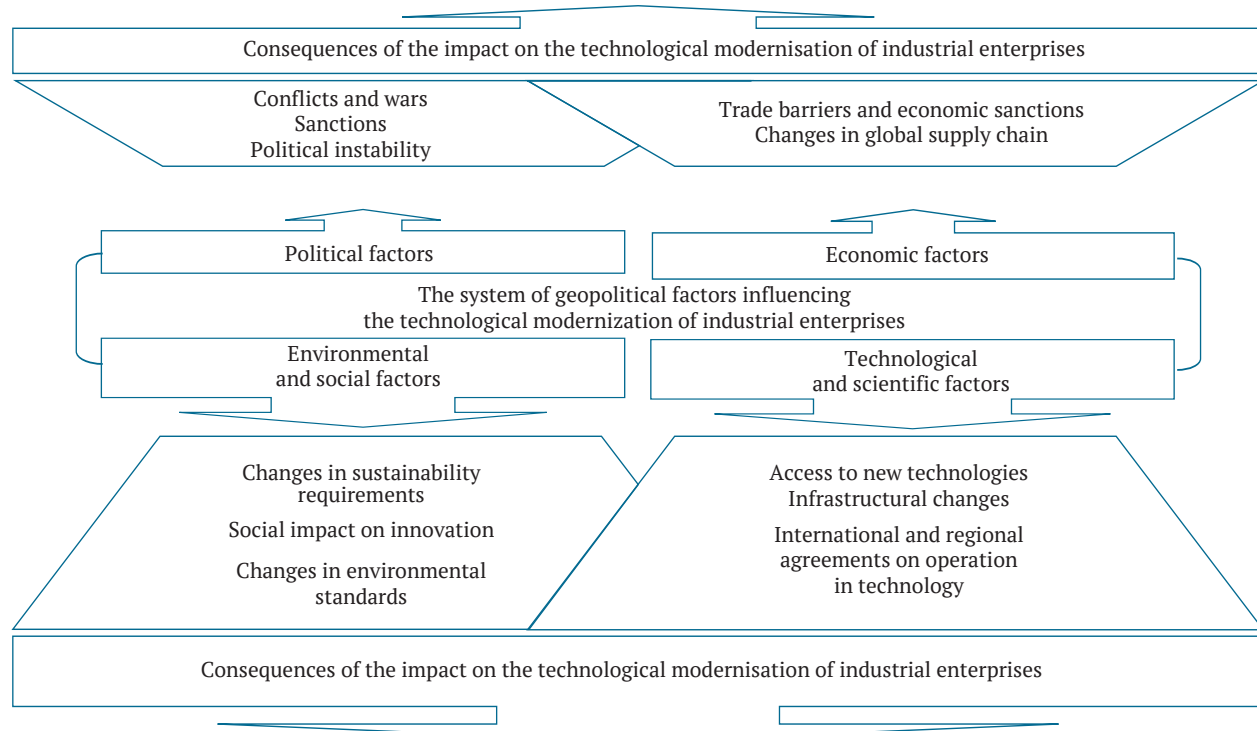 Consequences of the impact on the technological modernisation of industrial enterprises
Conflicts and wars
Sanctions
Political instability
Trade barriers and economic sanctions
Changes in global supply chain
Political factors
Economic factors
The system of geopolitical factors influencing
the technological modernization of industrial enterprises
Environmental
and social factors
Technological
and scientific factors
Changes in sustainability
requirements
Social impact on innovation
Changes in environmental
standards
Access to new technologies
Infrastructural changes
International and regional
agreements on operation
in technology
Consequences of the impact on the technological modernisation of industrial enterprises